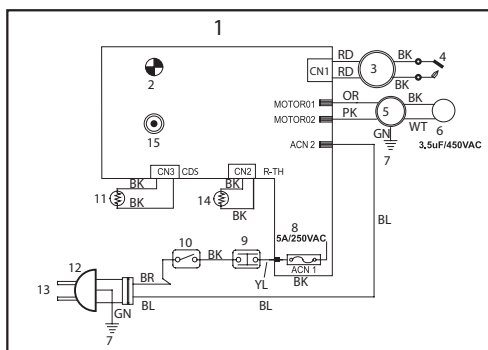 1
RD BK 4
CN1 3
2 RD BK
MOTOR01 OR BK
5 6
15 MOTOR02 PK WT
GN 3.5uF/450VAC
ACN 2 7
CN3 CDS CN2 R-TH
BK BK
11 14
BK BK
BL
8
10 9 5A/250VAC
12 BK
BR YL ACN 1
13 BK
BL BL
GN
7